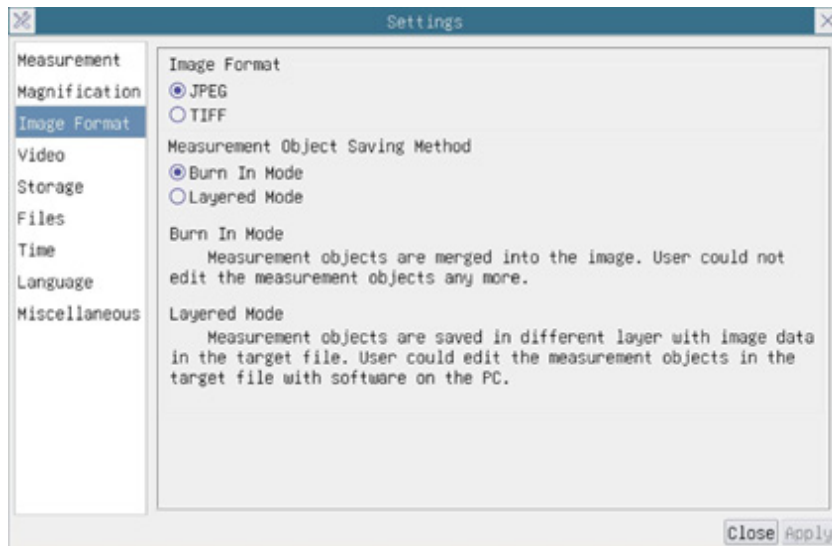 Settings
Measurement
Magnification
Image Format
Video
Storage
Files
Time
Language
Miscellaneous
Image Format
JPEG
TIFF
Measurement Object Saving Method
Burn In Mode
Layered Mode
Burn In Mode
Measurement objects are merged into the image. User could not
edit the measurement objects any more.
Layered Mode
Measurement objects are saved in different layer with image data
in the target file. User could edit the measurement objects in the
target file with software on the PC.
Close Apply